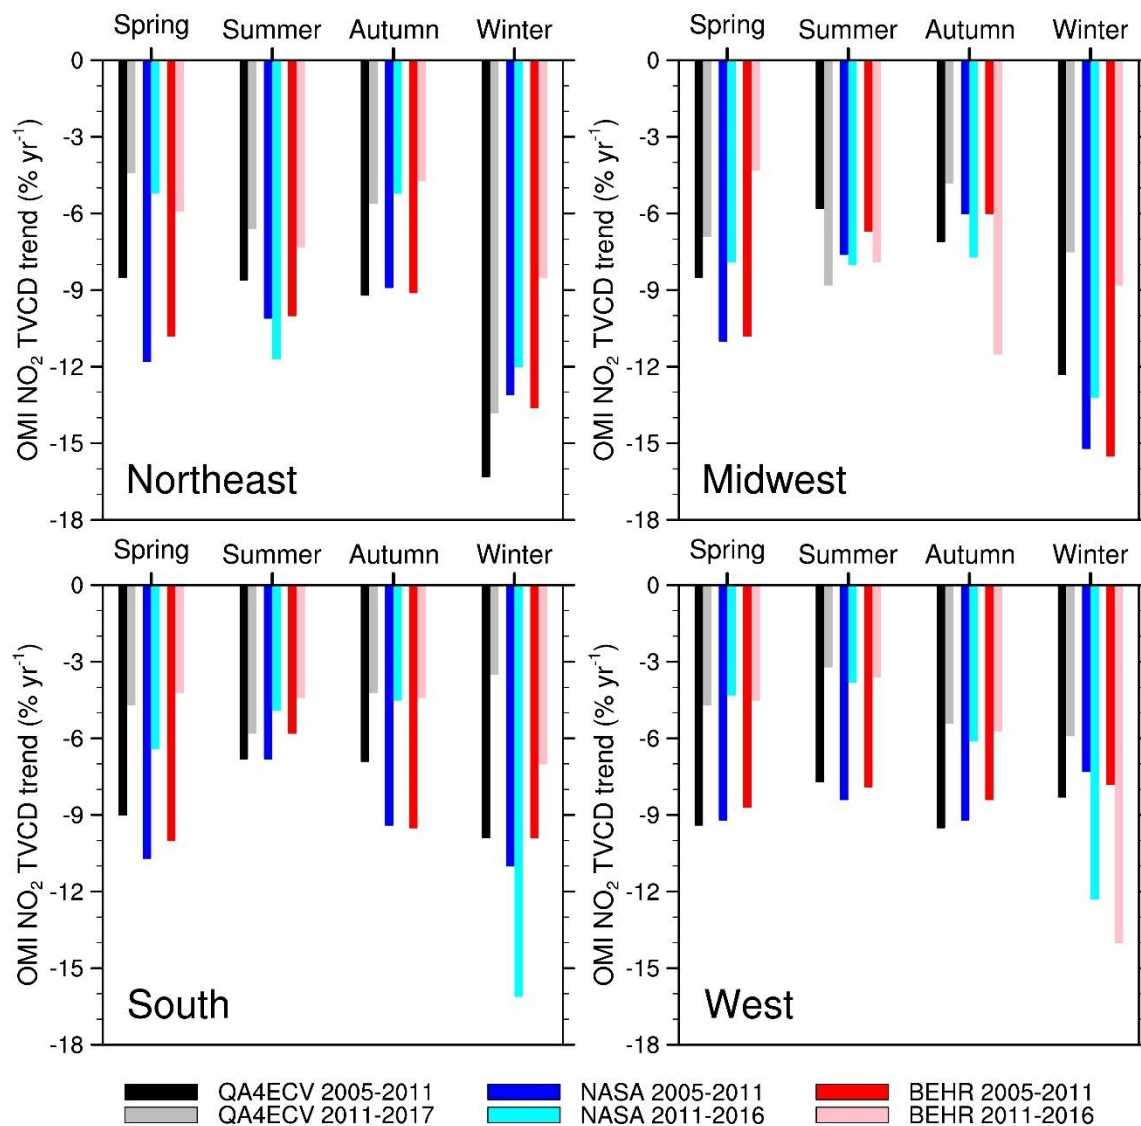 Spring Summer Autumn Winter
0
-3
-6
-9
-12
-15
-18
OMI NO₂ TVCD trend (% yr⁻¹)
Northeast
Spring Summer Autumn Winter
0
-3
-6
-9
-12
-15
-18
OMI NO₂ TVCD trend (% yr⁻¹)
Midwest
Spring Summer Autumn Winter
0
-3
-6
-9
-12
-15
-18
OMI NO₂ TVCD trend (% yr⁻¹)
South
Spring Summer Autumn Winter
0
-3
-6
-9
-12
-15
-18
OMI NO₂ TVCD trend (% yr⁻¹)
West
QA4ECV 2005-2011 NASA 2005-2011 BEHR 2005-2011
QA4ECV 2011-2017 NASA 2011-2016 BEHR 2011-2016